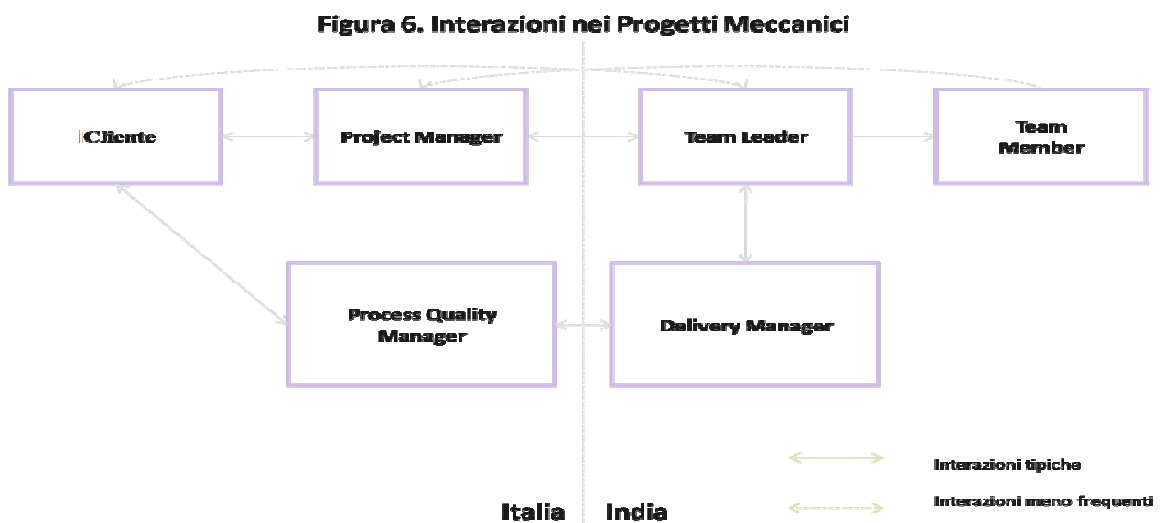 Figura 6. Interazioni nei Progetti Meccanici
Cliente
Project Manager
Team Leader
Team
Member
Process Quality
Manager
Delivery Manager
Interazioni tipiche
Interazioni meno frequenti
Italia
India